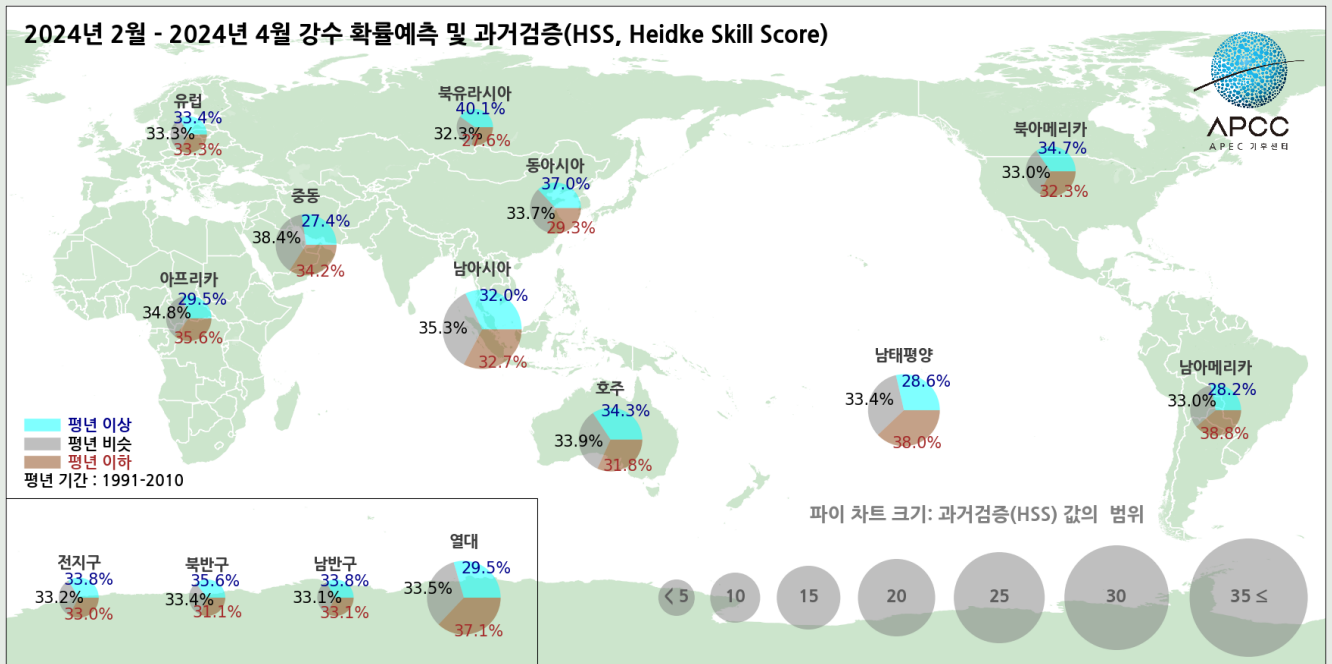 2024년 2월 - 2024년 4월 강수 확률예측 및 과거검증(HSS, Heidke Skill Score)
APCC
APEC 기후센터
유럽
33.4%
33.3%
33.3%
북유라시아
40.1%
32.3%
27.6%
북아메리카
34.7%
33.0%
32.3%
동아시아
37.0%
33.7%
29.3%
중동
27.4%
38.4%
34.2%
아프리카
29.5%
34.8%
35.6%
남아시아
32.0%
35.3%
32.7%
남태평양
28.6%
33.4%
38.0%
남아메리카
28.2%
33.0%
38.8%
호주
34.3%
33.9%
31.8%
평년 이상
평년 비슷
평년 이하
평년 기간 : 1991-2010
전지구
33.8%
33.2%
33.0%
북반구
35.6%
33.4%
31.1%
남반구
33.8%
33.1%
33.1%
열대
29.5%
33.5%
37.1%
파이 차트 크기: 과거검증(HSS) 값의 범위
< 5 10 15 20 25 30 35 ≤